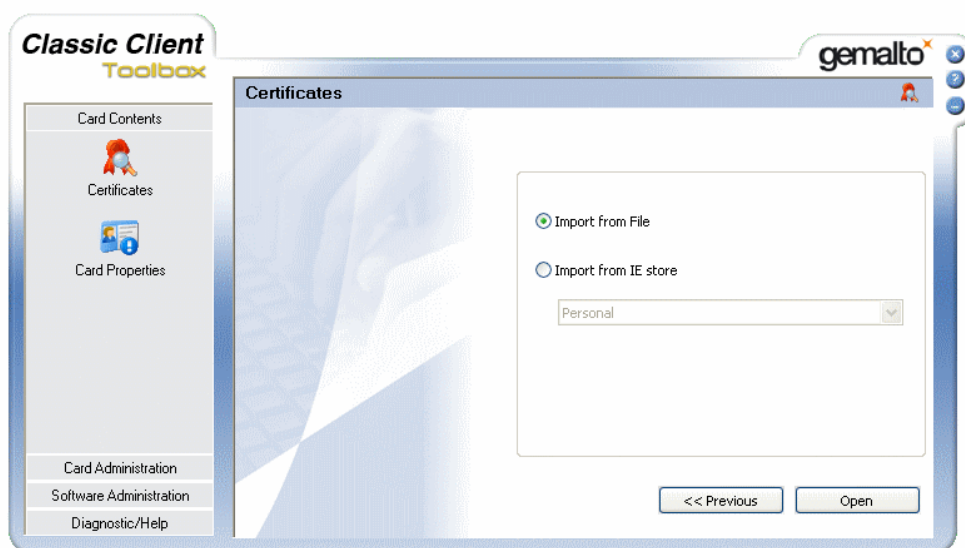 Classic Client
Toolbox
gemalto
Certificates
Card Contents
Certificates
Card Properties
Card Administration
Software Administration
Diagnostic/Help
Import from File
Import from IE store
Personal
<< Previous
Open